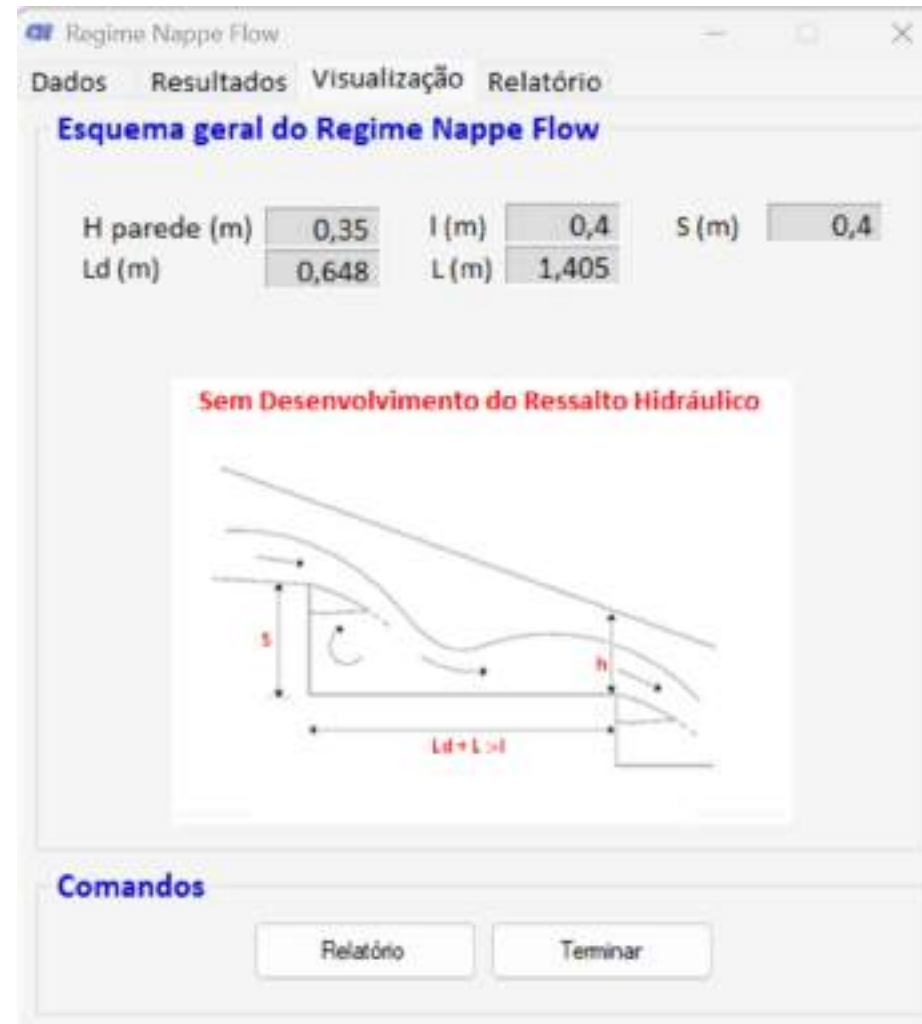 Regime Nappe Flow
Dados Resultados Visualização Relatório
Esquema geral do Regime Nappe Flow
H parede (m) 0,35 l (m) 0,4 S (m) 0,4
Ld (m) 0,648 L (m) 1,405
Sem Desenvolvimento do Ressalto Hidráulico
S
h
Ld + L > l
Comandos
Relatório Terminar